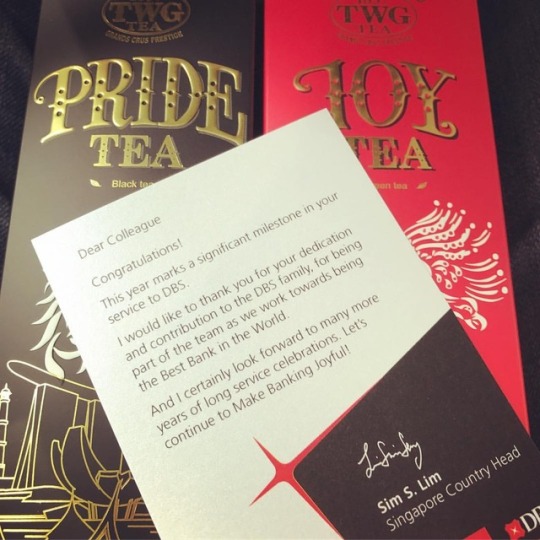 TWG
TEA
GRANDS CRUS PRESTIGE
PRIDE
TEA
Black tea
TWG
TEA
JOY
TEA
tea
Dear Colleague
Congratulations!
This year marks a significant milestone in your
service to DBS.
I would like to thank you for your dedication
and contribution to the DBS family, for being
part of the team as we work towards being
the Best Bank in the World.
And I certainly look forward to many more
years of long service celebrations. Let's
continue to Make Banking Joyful!
Sim S. Lim
Singapore Country Head